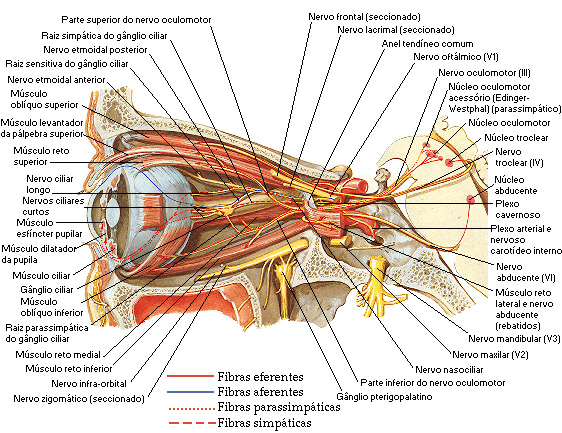 Parte superior do nervo oculomotor
Raiz simpática do gânglio ciliar
Nervo etmoidal posterior
Raiz sensitiva do gânglio ciliar
Nervo etmoidal anterior
Músculo
oblíquo superior
Músculo levantador
da pálpebra superior
Músculo reto
superior
Nervo ciliar
longo
Nervos ciliares
curtos
Músculo
esfíncter pupilar
Músculo dilatador
da pupila
Músculo ciliar
Gânglio ciliar
Músculo
oblíquo inferior
Raiz parassimpática
do gânglio ciliar
Músculo reto medial
Músculo reto inferior
Nervo infra-orbital
Nervo zigomático (seccionado)
Nervo frontal (seccionado)
Nervo lacrimal (seccionado)
Anel tendíneo comum
Nervo oftálmico (V1)
Nervo oculomotor (III)
Núcleo oculomotor
acessório (Edinger-
Westphal) (parassimpático)
Núcleo oculomotor
Núcleo troclear
Nervo
troclear (IV)
Núcleo
abducente
Plexo
cavernoso
Plexo arterial e
nervoso
carotídeo interno
Nervo
abducente (VI)
Músculo reto
lateral e nervo
abducente
(rebatidos)
Nervo mandibular (V3)
Nervo maxilar (V2)
Nervo nasociliar
Parte inferior do nervo oculomotor
Gânglio pterigopalatino
Fibras eferentes
Fibras aferentes
Fibras parassimpáticas
Fibras simpáticas